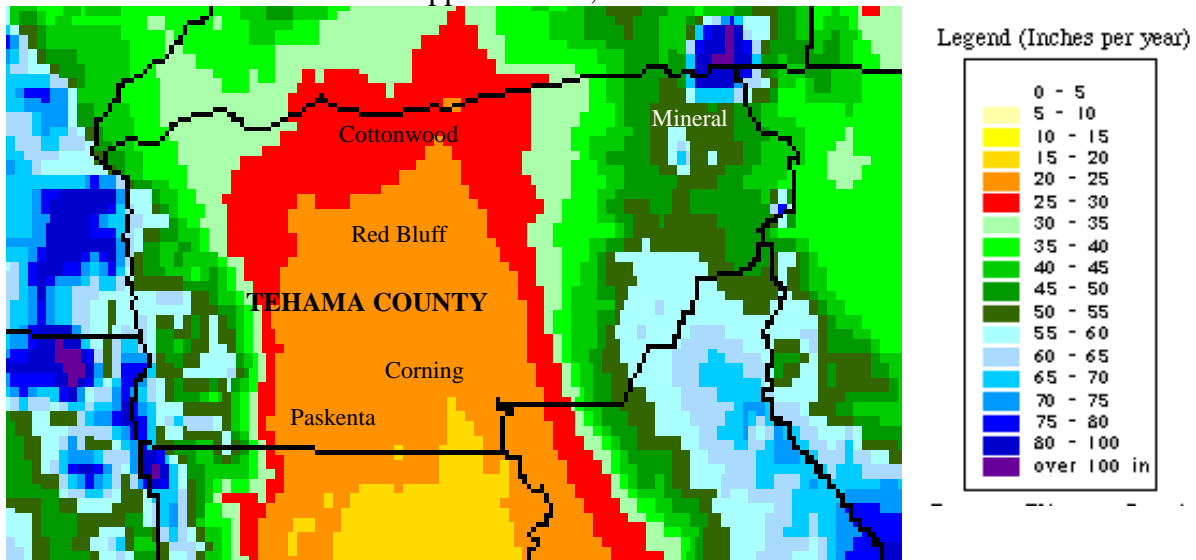 Legend (Inches per year)
0 - 5
5 - 10
10 - 15
15 - 20
20 - 25
25 - 30
30 - 35
35 - 40
40 - 45
45 - 50
50 - 55
55 - 60
60 - 65
65 - 70
70 - 75
75 - 80
80 - 100
over 100 in
Mineral
Cottonwood
Red Bluff
TEHAMA COUNTY
Corning
Paskenta